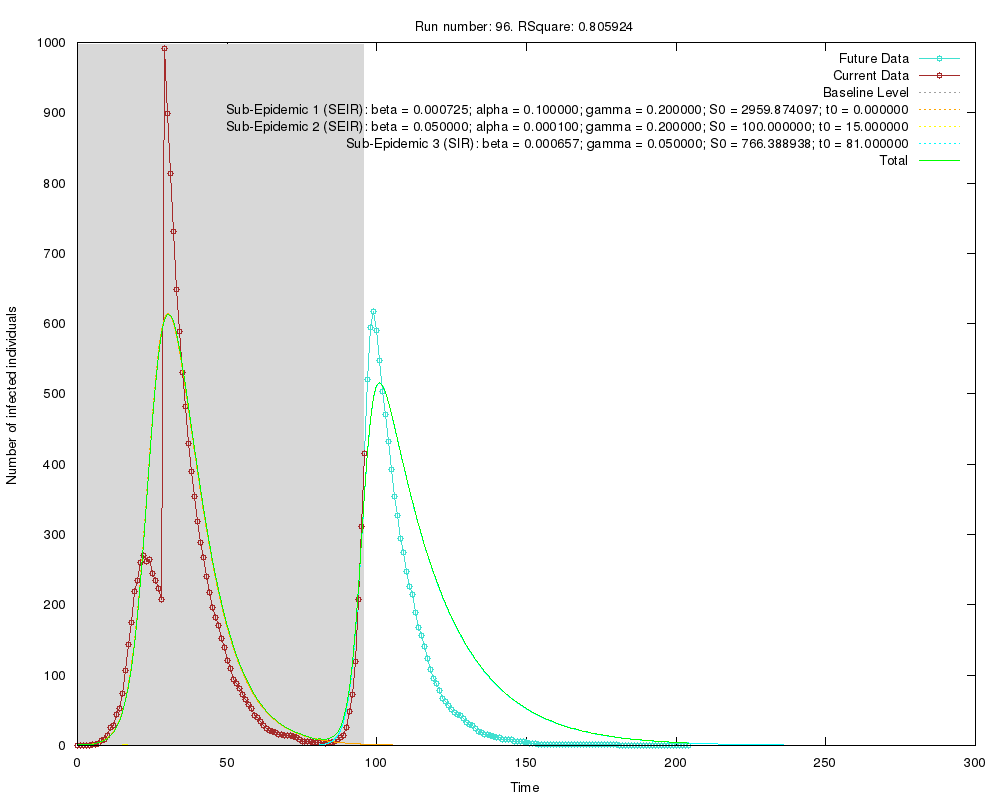 Run number: 96. RSquare: 0.805924
Future Data
Current Data
Baseline Level
Sub-Epidemic 1 (SEIR): beta = 0.000725; alpha = 0.100000; gamma = 0.200000; S0 = 2959.874097; t0 = 0.000000
Sub-Epidemic 2 (SEIR): beta = 0.050000; alpha = 0.000100; gamma = 0.200000; S0 = 100.000000; t0 = 15.000000
Sub-Epidemic 3 (SIR): beta = 0.000657; gamma = 0.050000; S0 = 766.388938; t0 = 81.000000
Total
Number of infected individuals
1000
900
800
700
600
500
400
300
200
100
0
0 50 100 150 200 250 300
Time